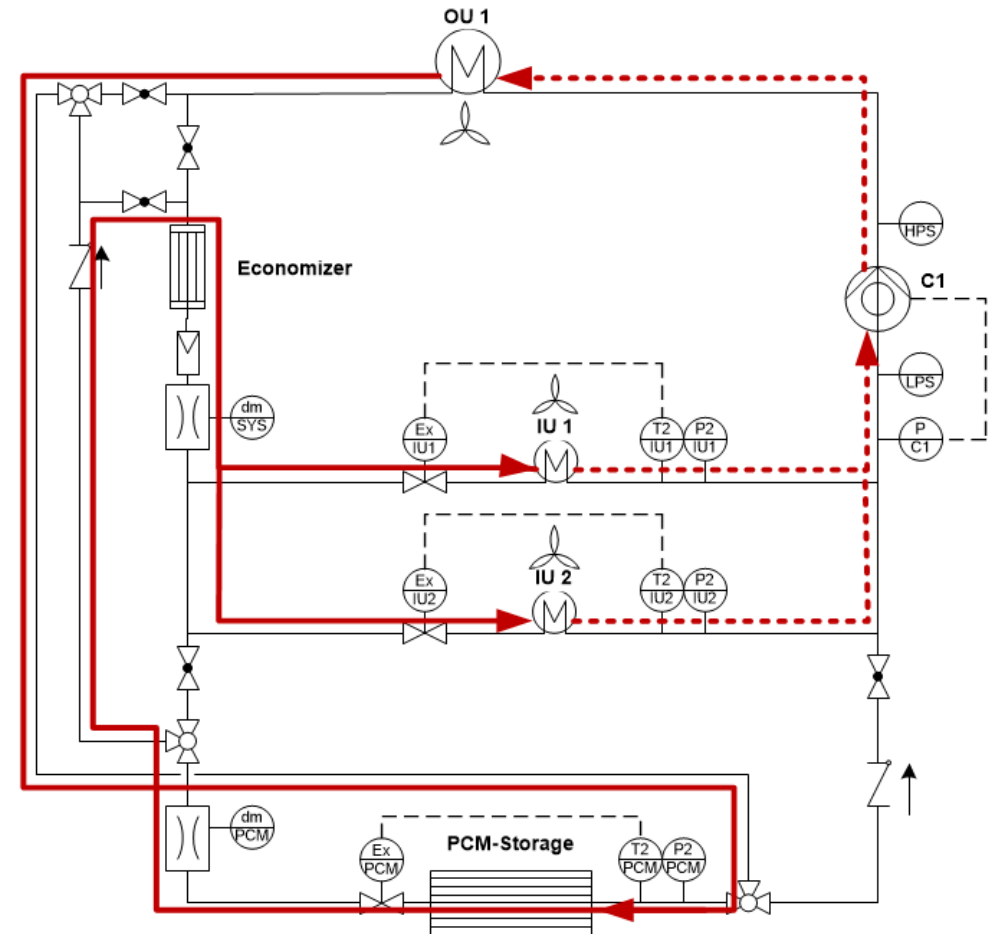 OU 1
HPS
Economizer
C1
LPS
dm
SYS
Ex
IU1
IU 1
T2
IU1
P2
IU1
P
C1
Ex
IU2
IU 2
T2
IU2
P2
IU2
dm
PCM
Ex
PCM
PCM-Storage
T2
PCM
P2
PCM